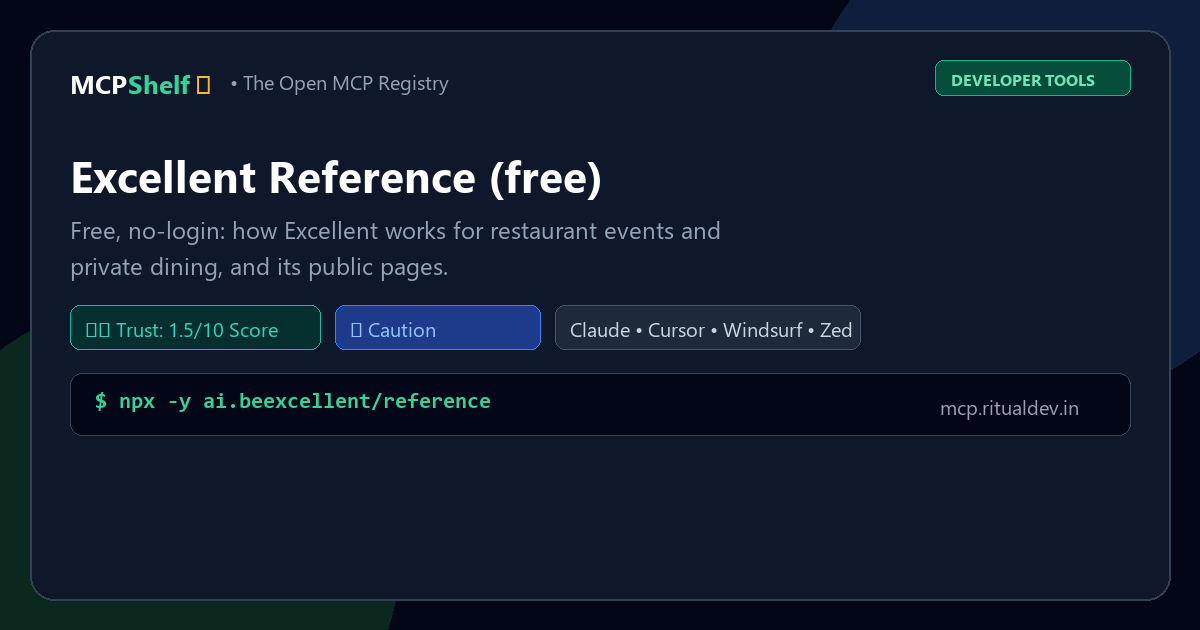 MCPShelf • The Open MCP Registry
DEVELOPER TOOLS
Excellent Reference (free)
Free, no-login: how Excellent works for restaurant events and
private dining, and its public pages.
Trust: 1.5/10 Score
Caution
Claude • Cursor • Windsurf • Zed
$ npx -y ai.beexcellent/reference
mcp.ritualdev.in